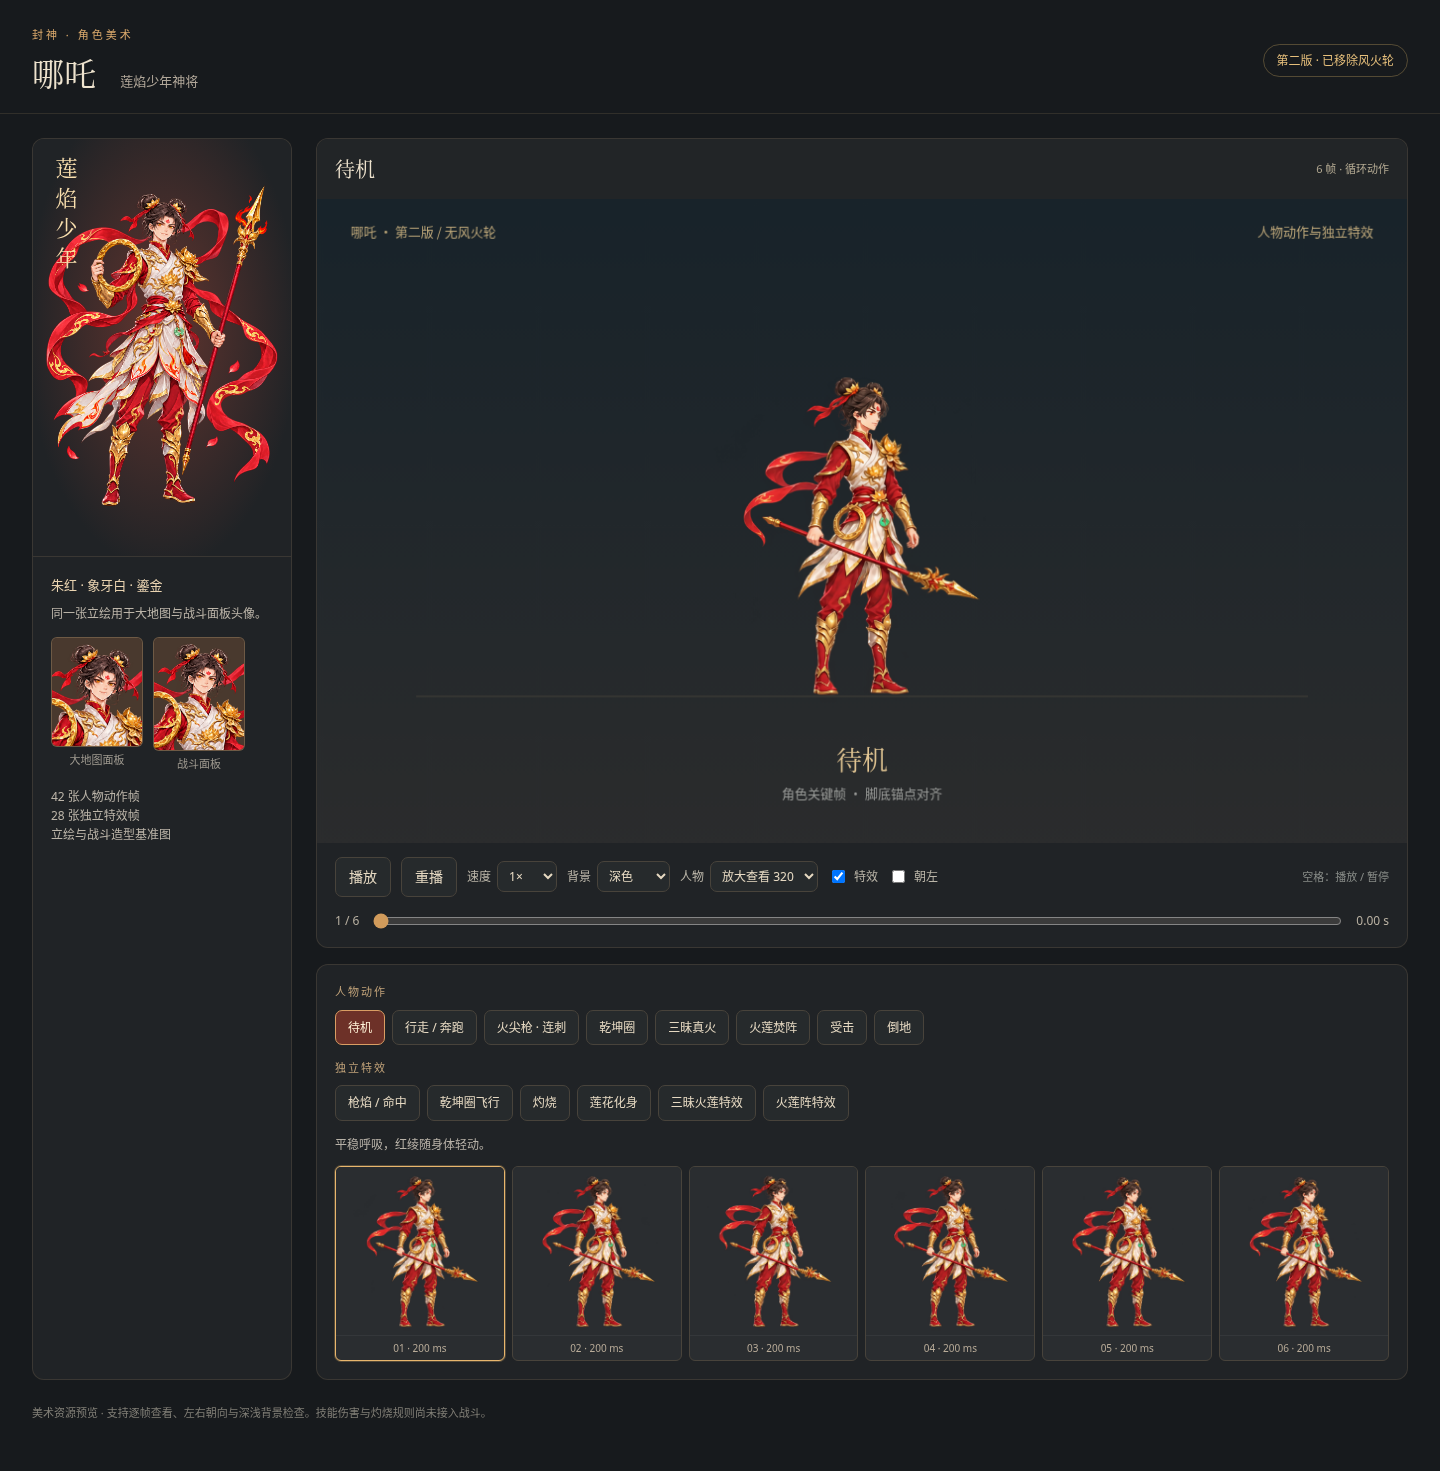 封神 · 角色美术
哪吒 莲焰少年神将
第二版 · 已移除风火轮
莲焰少年
朱红 · 象牙白 · 鎏金
同一张立绘用于大地图与战斗面板头像。
大地图面板
战斗面板
42 张人物动作帧
28 张独立特效帧
立绘与战斗造型基准图
待机
6 帧 · 循环动作
哪吒 · 第二版 / 无风火轮
人物动作与独立特效
待机
角色关键帧 · 脚底锚点对齐
播放 重播 速度 1× 背景 深色 人物 放大查看 320 特效 朝左 空格：播放 / 暂停
1 / 6 0.00 s
人物动作
待机 行走 / 奔跑 火尖枪 · 连刺 乾坤圈 三昧真火 火莲焚阵 受击 倒地
独立特效
枪焰 / 命中 乾坤圈飞行 灼烧 莲花化身 三昧火莲特效 火莲阵特效
平稳呼吸，红绫随身体轻动。
01 · 200 ms 02 · 200 ms 03 · 200 ms 04 · 200 ms 05 · 200 ms 06 · 200 ms
美术资源预览 · 支持逐帧查看、左右朝向与深浅背景检查。技能伤害与灼烧规则尚未接入战斗。